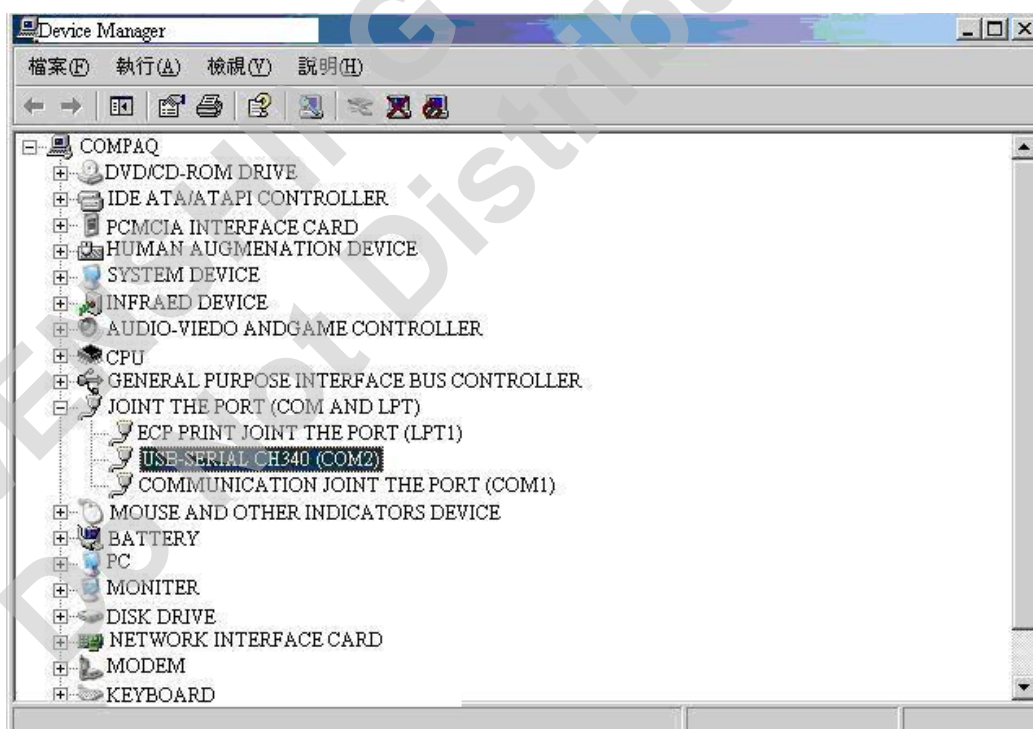 Device Manager
檔案(F) 執行(A) 檢視(V) 說明(H)
COMPAQ
DVD/CD-ROM DRIVE
IDE ATA/ATAPI CONTROLLER
PCMCIA INTERFACE CARD
HUMAN AUGMENATION DEVICE
SYSTEM DEVICE
INFRAED DEVICE
AUDIO-VIEDO ANDGAME CONTROLLER
CPU
GENERAL PURPOSE INTERFACE BUS CONTROLLER
JOINT THE PORT (COM AND LPT)
ECP PRINT JOINT THE PORT (LPT1)
USB-SERIAL CH340 (COM2)
COMMUNICATION JOINT THE PORT (COM1)
MOUSE AND OTHER INDICATORS DEVICE
BATTERY
PC
MONITER
DISK DRIVE
NETWORK INTERFACE CARD
MODEM
KEYBOARD
Do Not